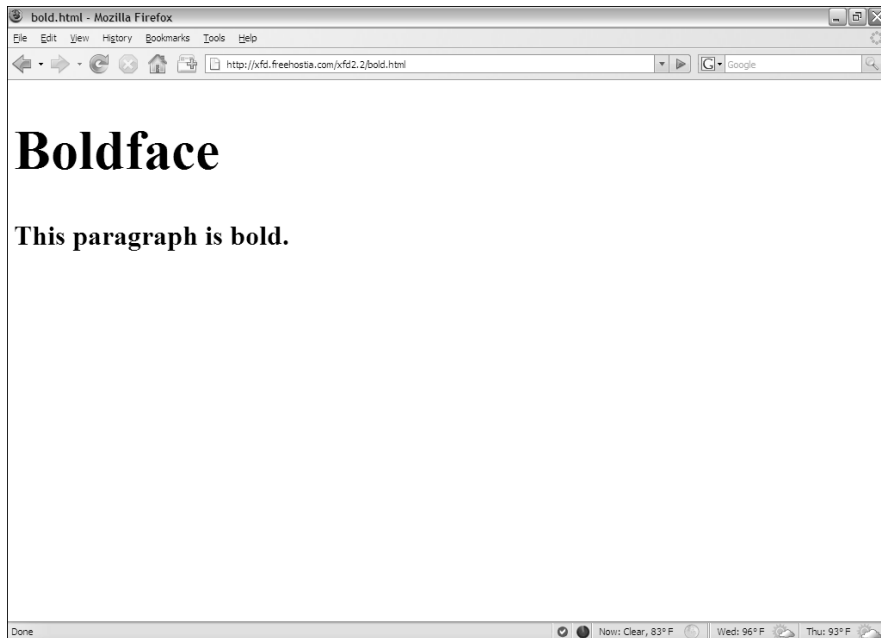 bold.html - Mozilla Firefox
File Edit View History Bookmarks Tools Help
http://xfd.freehostia.com/xfd2.2/bold.html G Google
Boldface
This paragraph is bold.
Done Now: Clear, 83° F Wed: 96° F Thu: 93° F